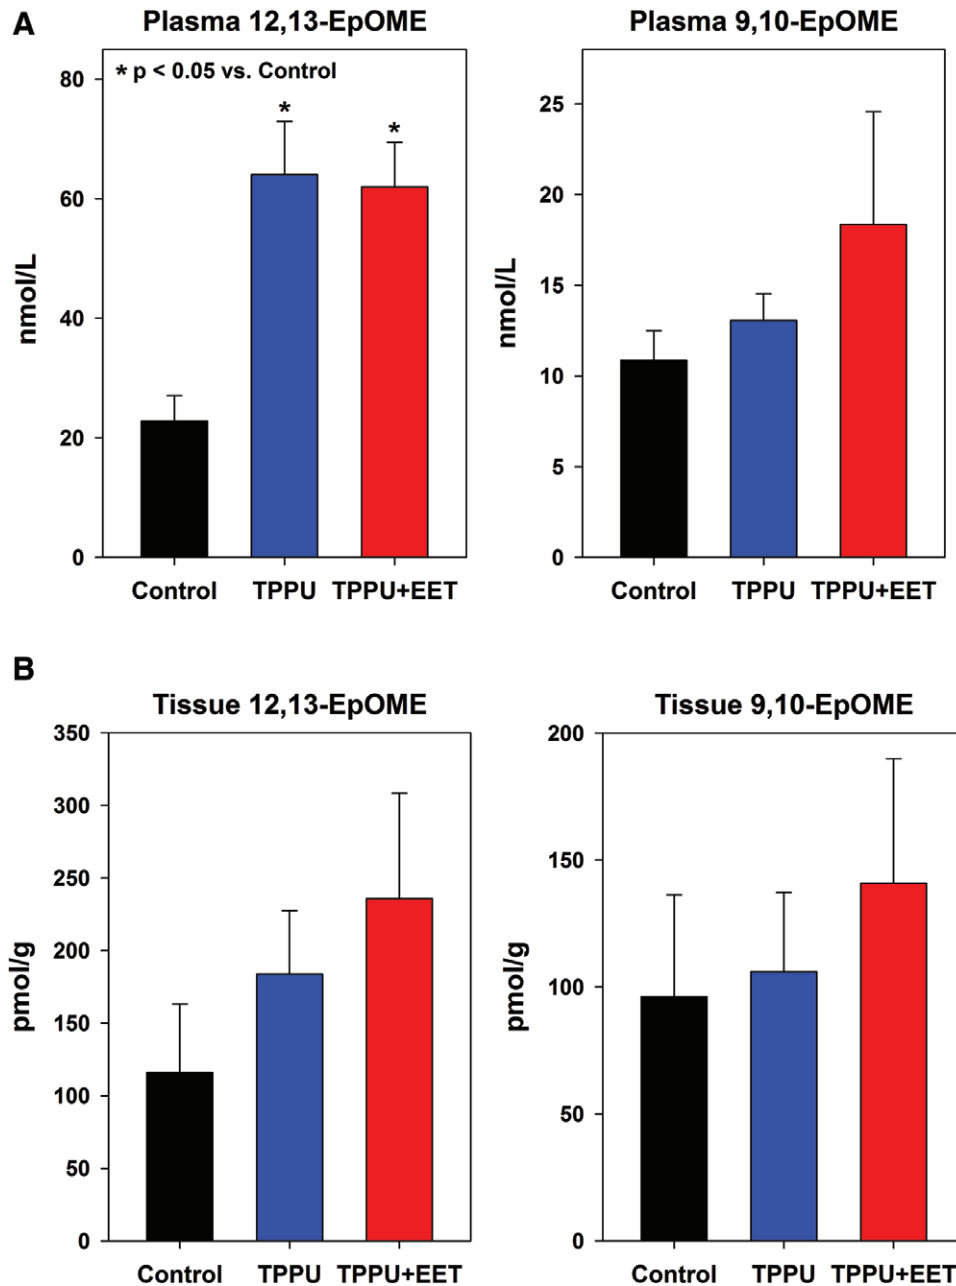 A
Plasma 12,13-EpOME
Plasma 9,10-EpOME
* p < 0.05 vs. Control
80
60
40
20
0
nmol/L
*
*
Control TPPU TPPU+EET
25
20
15
10
5
0
nmol/L
Control TPPU TPPU+EET
B
Tissue 12,13-EpOME
Tissue 9,10-EpOME
350
300
250
200
150
100
50
0
pmol/g
Control TPPU TPPU+EET
200
150
100
50
0
pmol/g
Control TPPU TPPU+EET